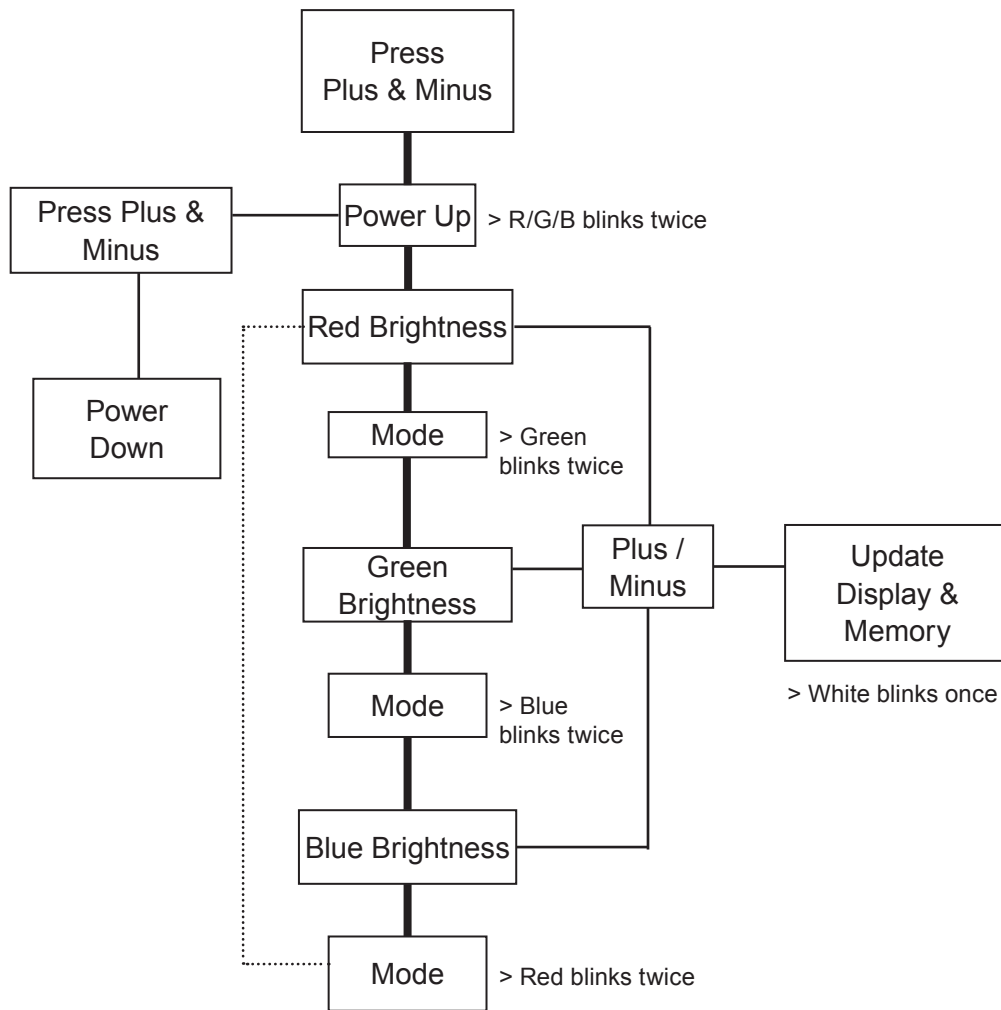 Press
Plus & Minus
Press Plus &
Minus
Power Up
> R/G/B blinks twice
Red Brightness
Power
Down
Mode
> Green
blinks twice
Green
Brightness
Plus /
Minus
Update
Display &
Memory
> White blinks once
Mode
> Blue
blinks twice
Blue Brightness
Mode
> Red blinks twice